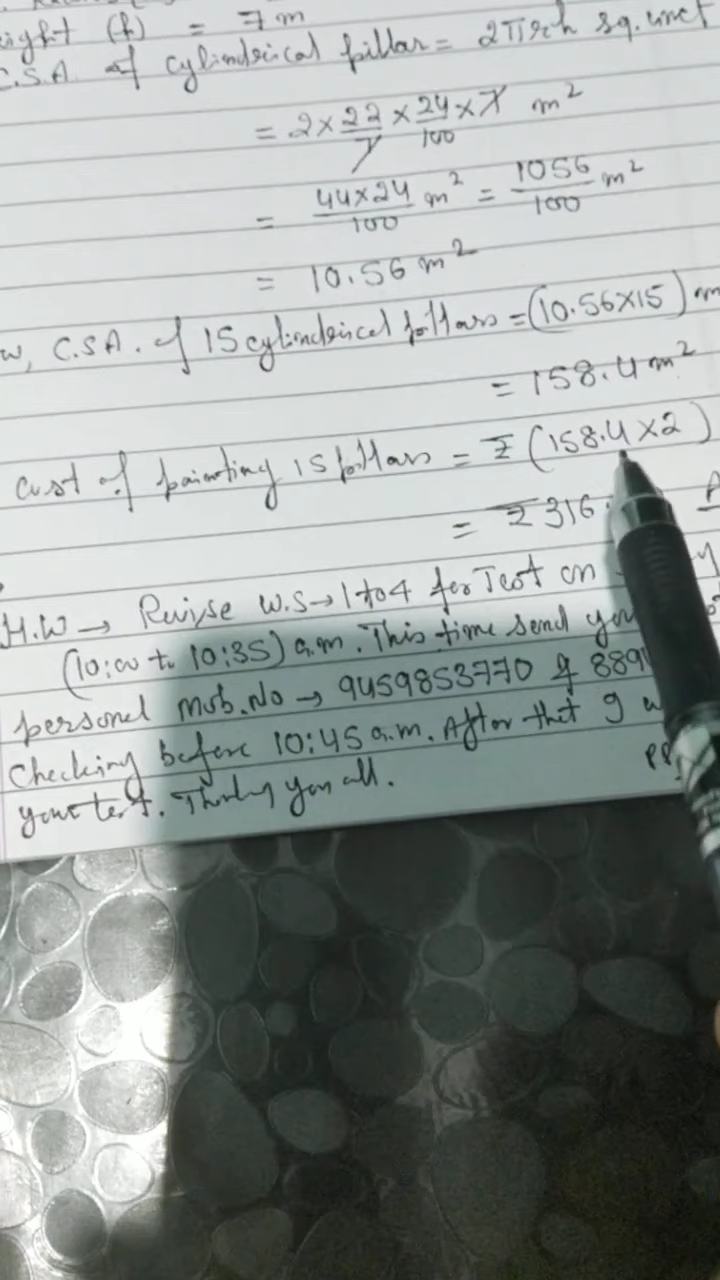 ight (h) = 7 m
C.S.A. of cylindrical pillar = 2πrh sq. unit
= 2 × 22/7 × 24/100 × 7 m²
= 44×24/100 m² = 1056/100 m²
= 10.56 m²
w, C.S.A. of 15 cylindrical pillars = (10.56×15) m
= 158.4 m²
Cost of painting 15 pillars = ₹ (158.4×2)
= ₹ 316.
H.W → Revise W.S → 1 to 4 for Test on
(10:00 to 10:35) a.m. This time send you
personal mob. No → 9459853770 & 889
Checking before 10:45 a.m. After that I w
your test. Thank you all.